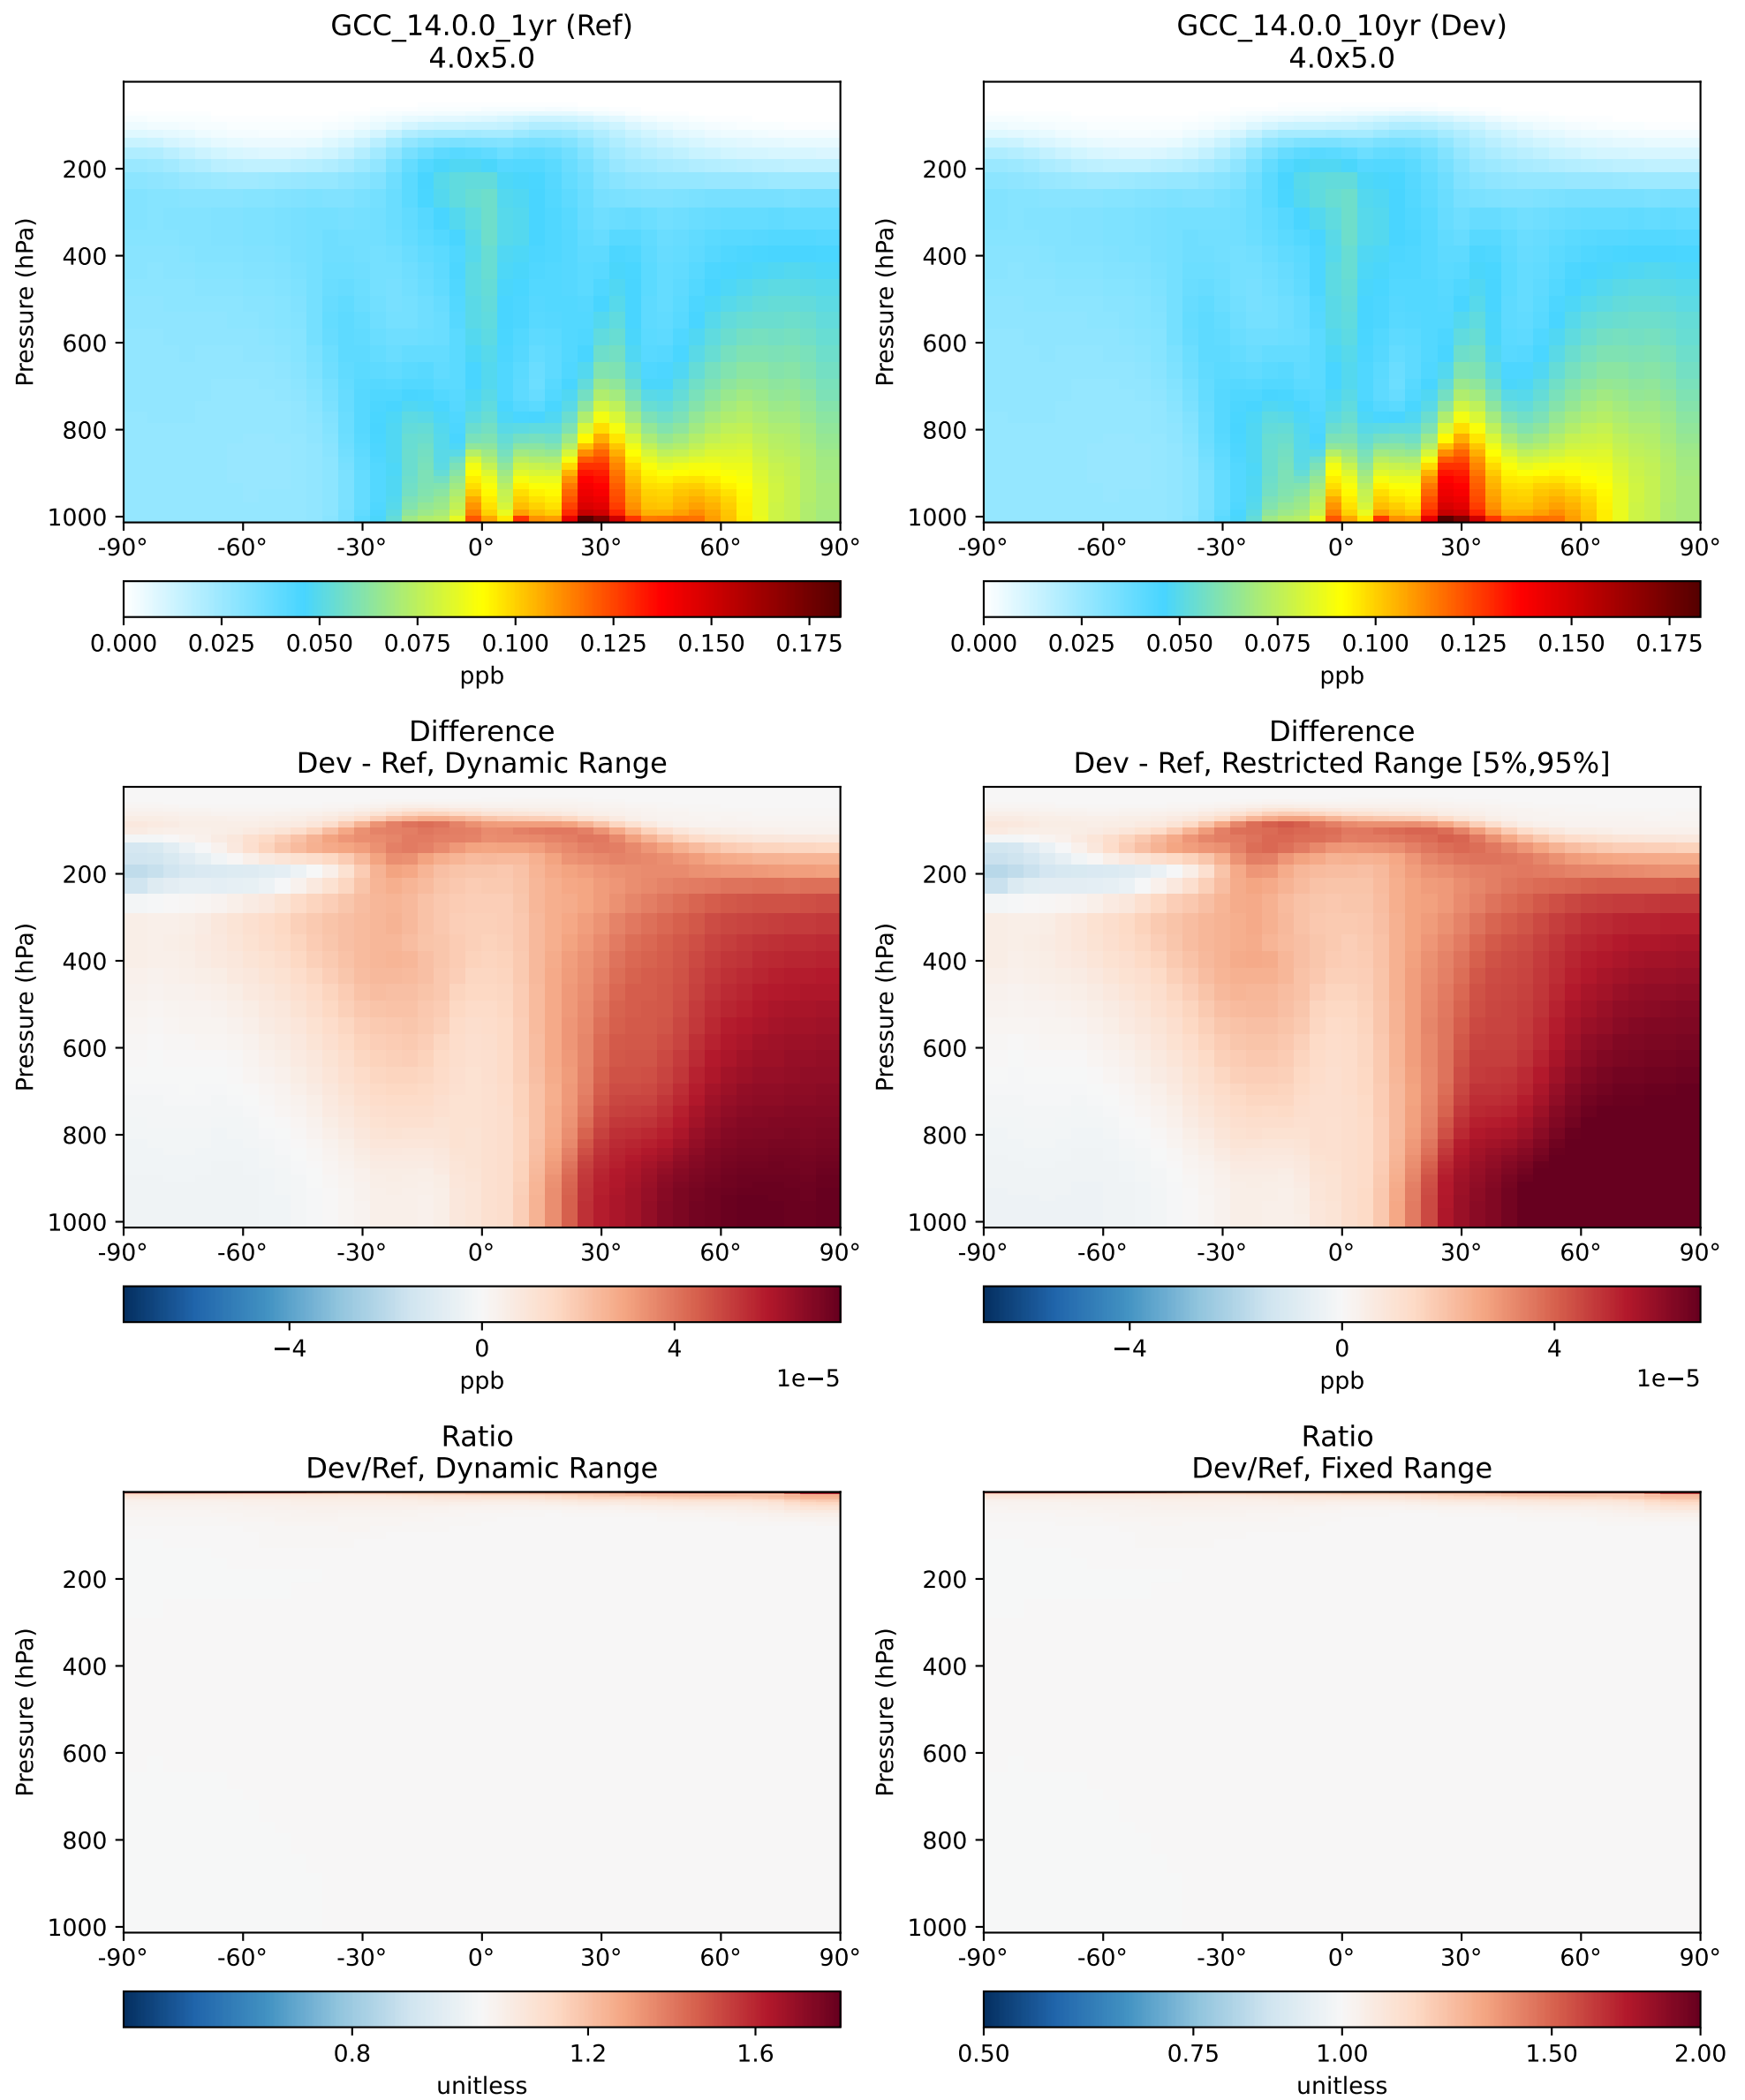 GCC_14.0.0_1yr (Ref)
4.0x5.0
Pressure (hPa)
200
400
600
800
1000
-90° -60° -30° 0° 30° 60° 90°
0.000 0.025 0.050 0.075 0.100 0.125 0.150 0.175
ppb
GCC_14.0.0_10yr (Dev)
4.0x5.0
Pressure (hPa)
200
400
600
800
1000
-90° -60° -30° 0° 30° 60° 90°
0.000 0.025 0.050 0.075 0.100 0.125 0.150 0.175
ppb
Difference
Dev - Ref, Dynamic Range
Pressure (hPa)
200
400
600
800
1000
-90° -60° -30° 0° 30° 60° 90°
−4 0 4
ppb 1e−5
Difference
Dev - Ref, Restricted Range [5%,95%]
Pressure (hPa)
200
400
600
800
1000
-90° -60° -30° 0° 30° 60° 90°
−4 0 4
ppb 1e−5
Ratio
Dev/Ref, Dynamic Range
Pressure (hPa)
200
400
600
800
1000
-90° -60° -30° 0° 30° 60° 90°
0.8 1.2 1.6
unitless
Ratio
Dev/Ref, Fixed Range
Pressure (hPa)
200
400
600
800
1000
-90° -60° -30° 0° 30° 60° 90°
0.50 0.75 1.00 1.50 2.00
unitless